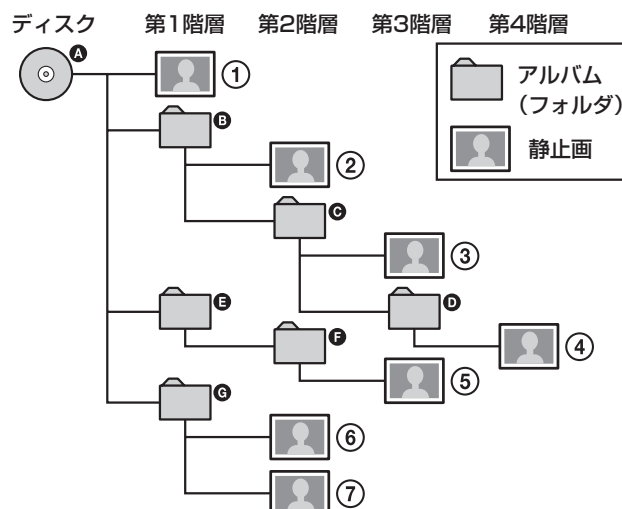 ディスク 第1階層 第2階層 第3階層 第4階層
A
①
アルバム
(フォルダ)
B
②
静止画
C
③
E
D
F
④
⑤
G
⑥
⑦